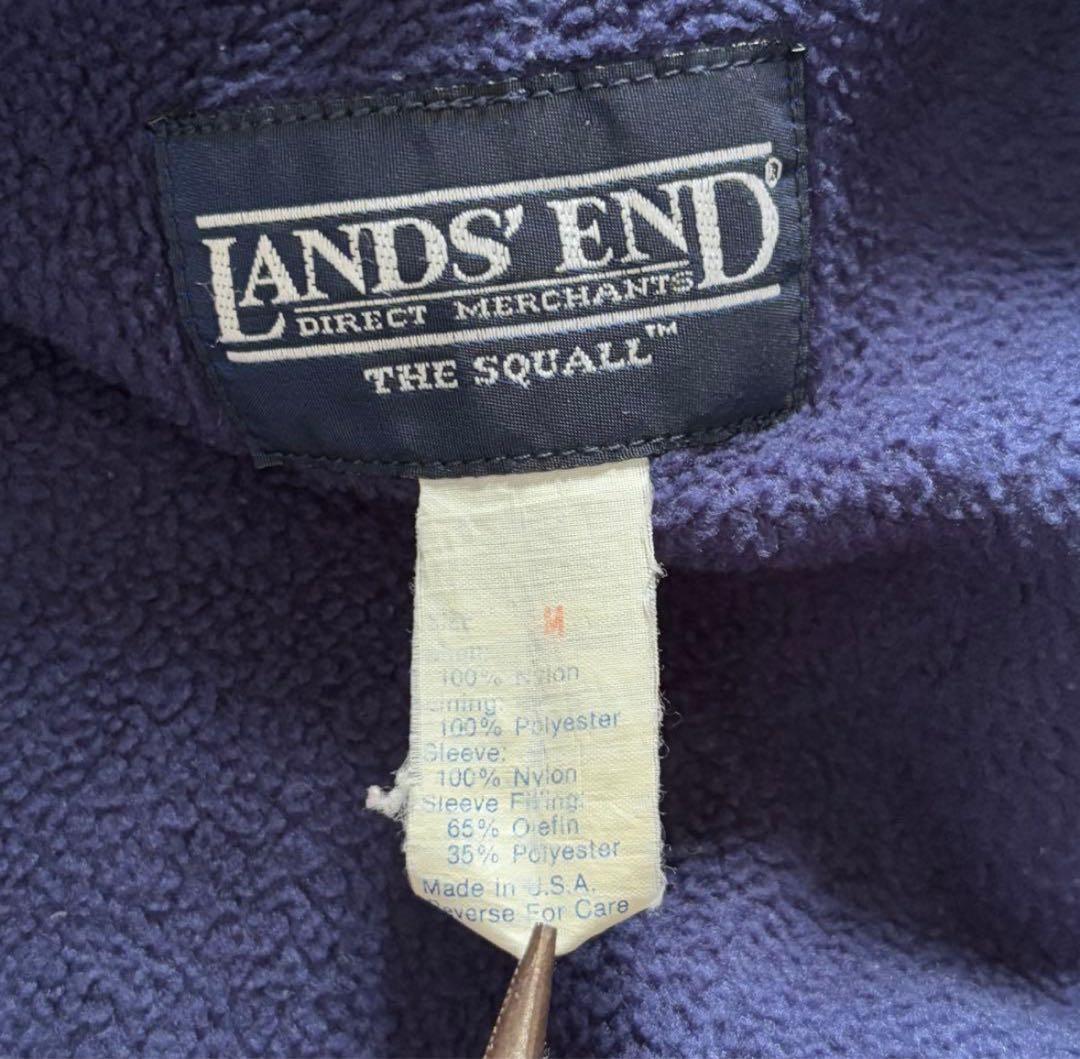 LANDS' END®
DIRECT MERCHANTS
THE SQUALL™
M
100% Nylon
100% Polyester
Sleeve:
100% Nylon
Sleeve Filling:
65% Olefin
35% Polyester
Made in U.S.A.
Reverse For Care